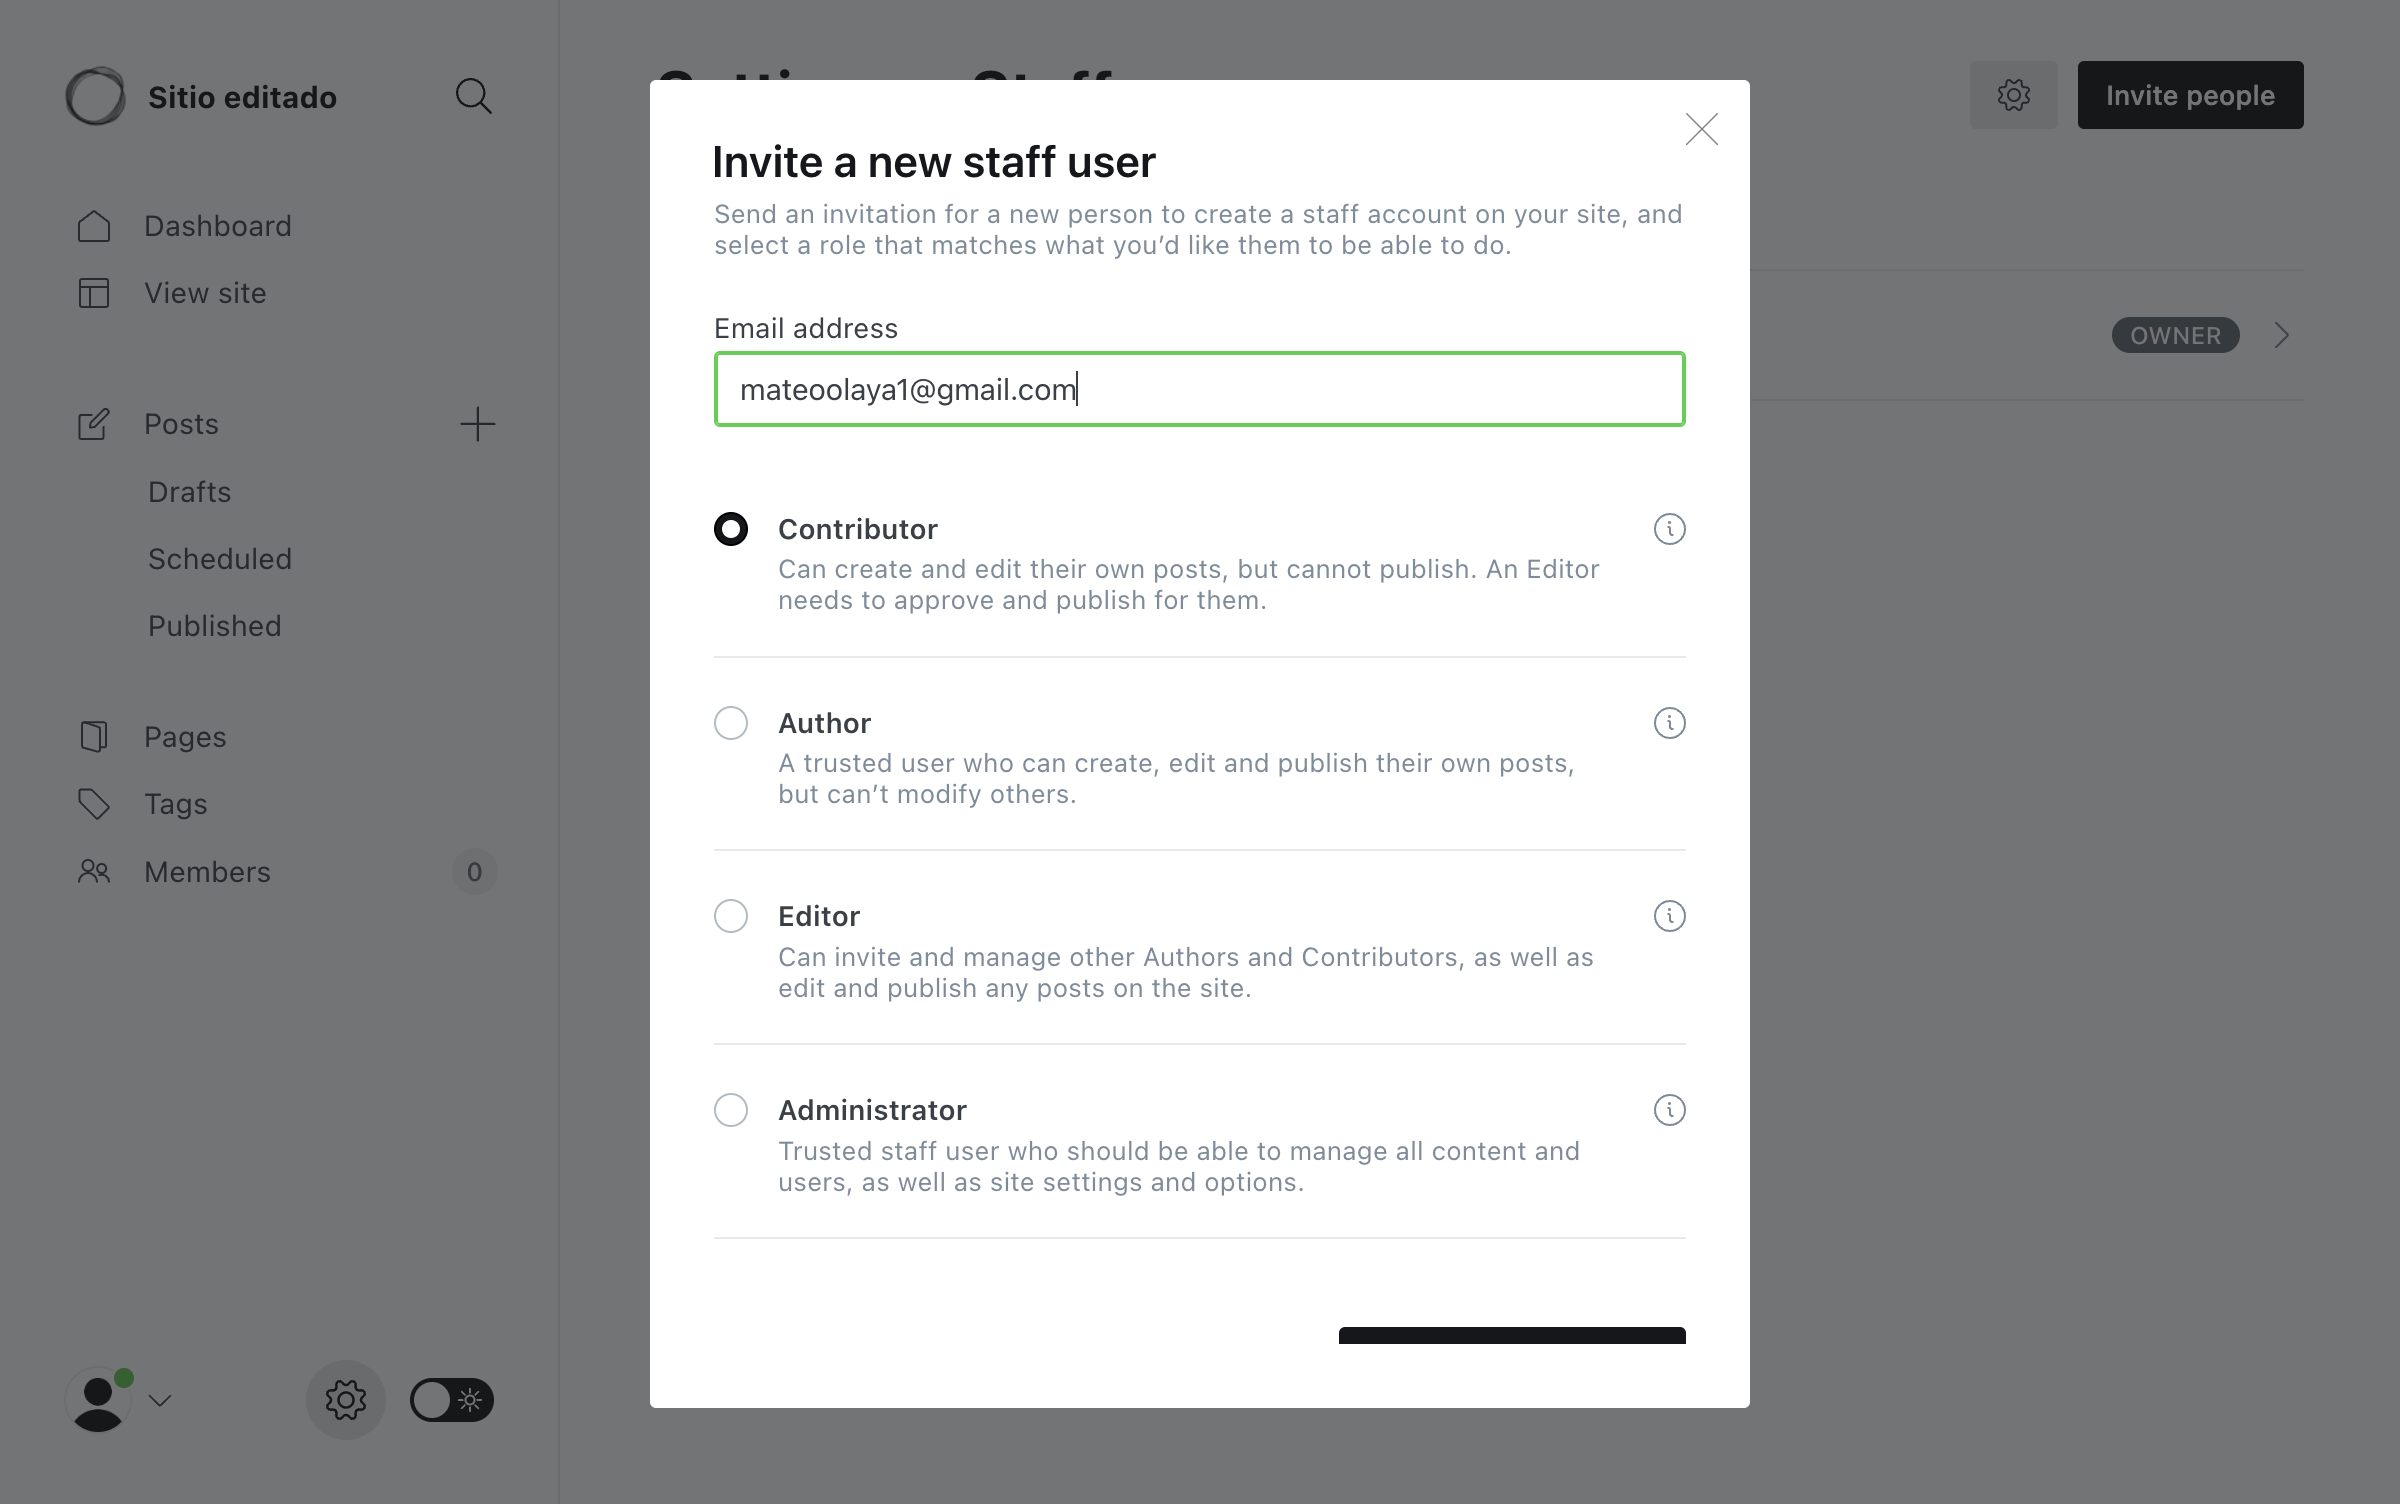 Sitio editado
Dashboard
View site
Posts
Drafts
Scheduled
Published
Pages
Tags
Members
0
Invite people
OWNER
Invite a new staff user
Send an invitation for a new person to create a staff account on your site, and
select a role that matches what you’d like them to be able to do.
Email address
mateoolaya1@gmail.com
Contributor
Can create and edit their own posts, but cannot publish. An Editor
needs to approve and publish for them.
Author
A trusted user who can create, edit and publish their own posts,
but can’t modify others.
Editor
Can invite and manage other Authors and Contributors, as well as
edit and publish any posts on the site.
Administrator
Trusted staff user who should be able to manage all content and
users, as well as site settings and options.